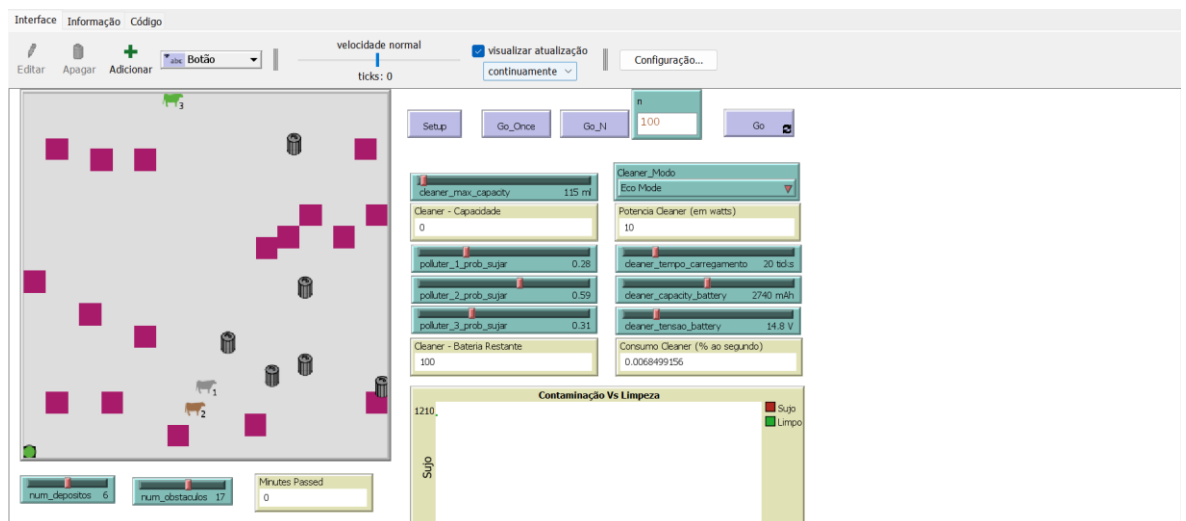 Interface Informação Código
Editar Apagar Adicionar abc Botão
velocidade normal
ticks: 0
visualizar atualização
continuamente
Configuração...
3
1
2
Setup
Go_Once
Go_N
n
100
Go
cleaner_max_capacity 115 ml
Cleaner_Modo
Eco Mode
Cleaner - Capacidade
0
Potencia Cleaner (em watts)
10
polluter_1_prob_sujar 0.28
cleaner_tempo_carregamento 20 ticks
polluter_2_prob_sujar 0.59
cleaner_capacity_battery 2740 mAh
polluter_3_prob_sujar 0.31
cleaner_tensao_battery 14.8 V
Cleaner - Bateria Restante
100
Consumo Cleaner (% ao segundo)
0.0068499156
Contaminação Vs Limpeza
1210
Sujo
Sujo
Limpo
num_depositos 6
num_obstaculos 17
Minutes Passed
0